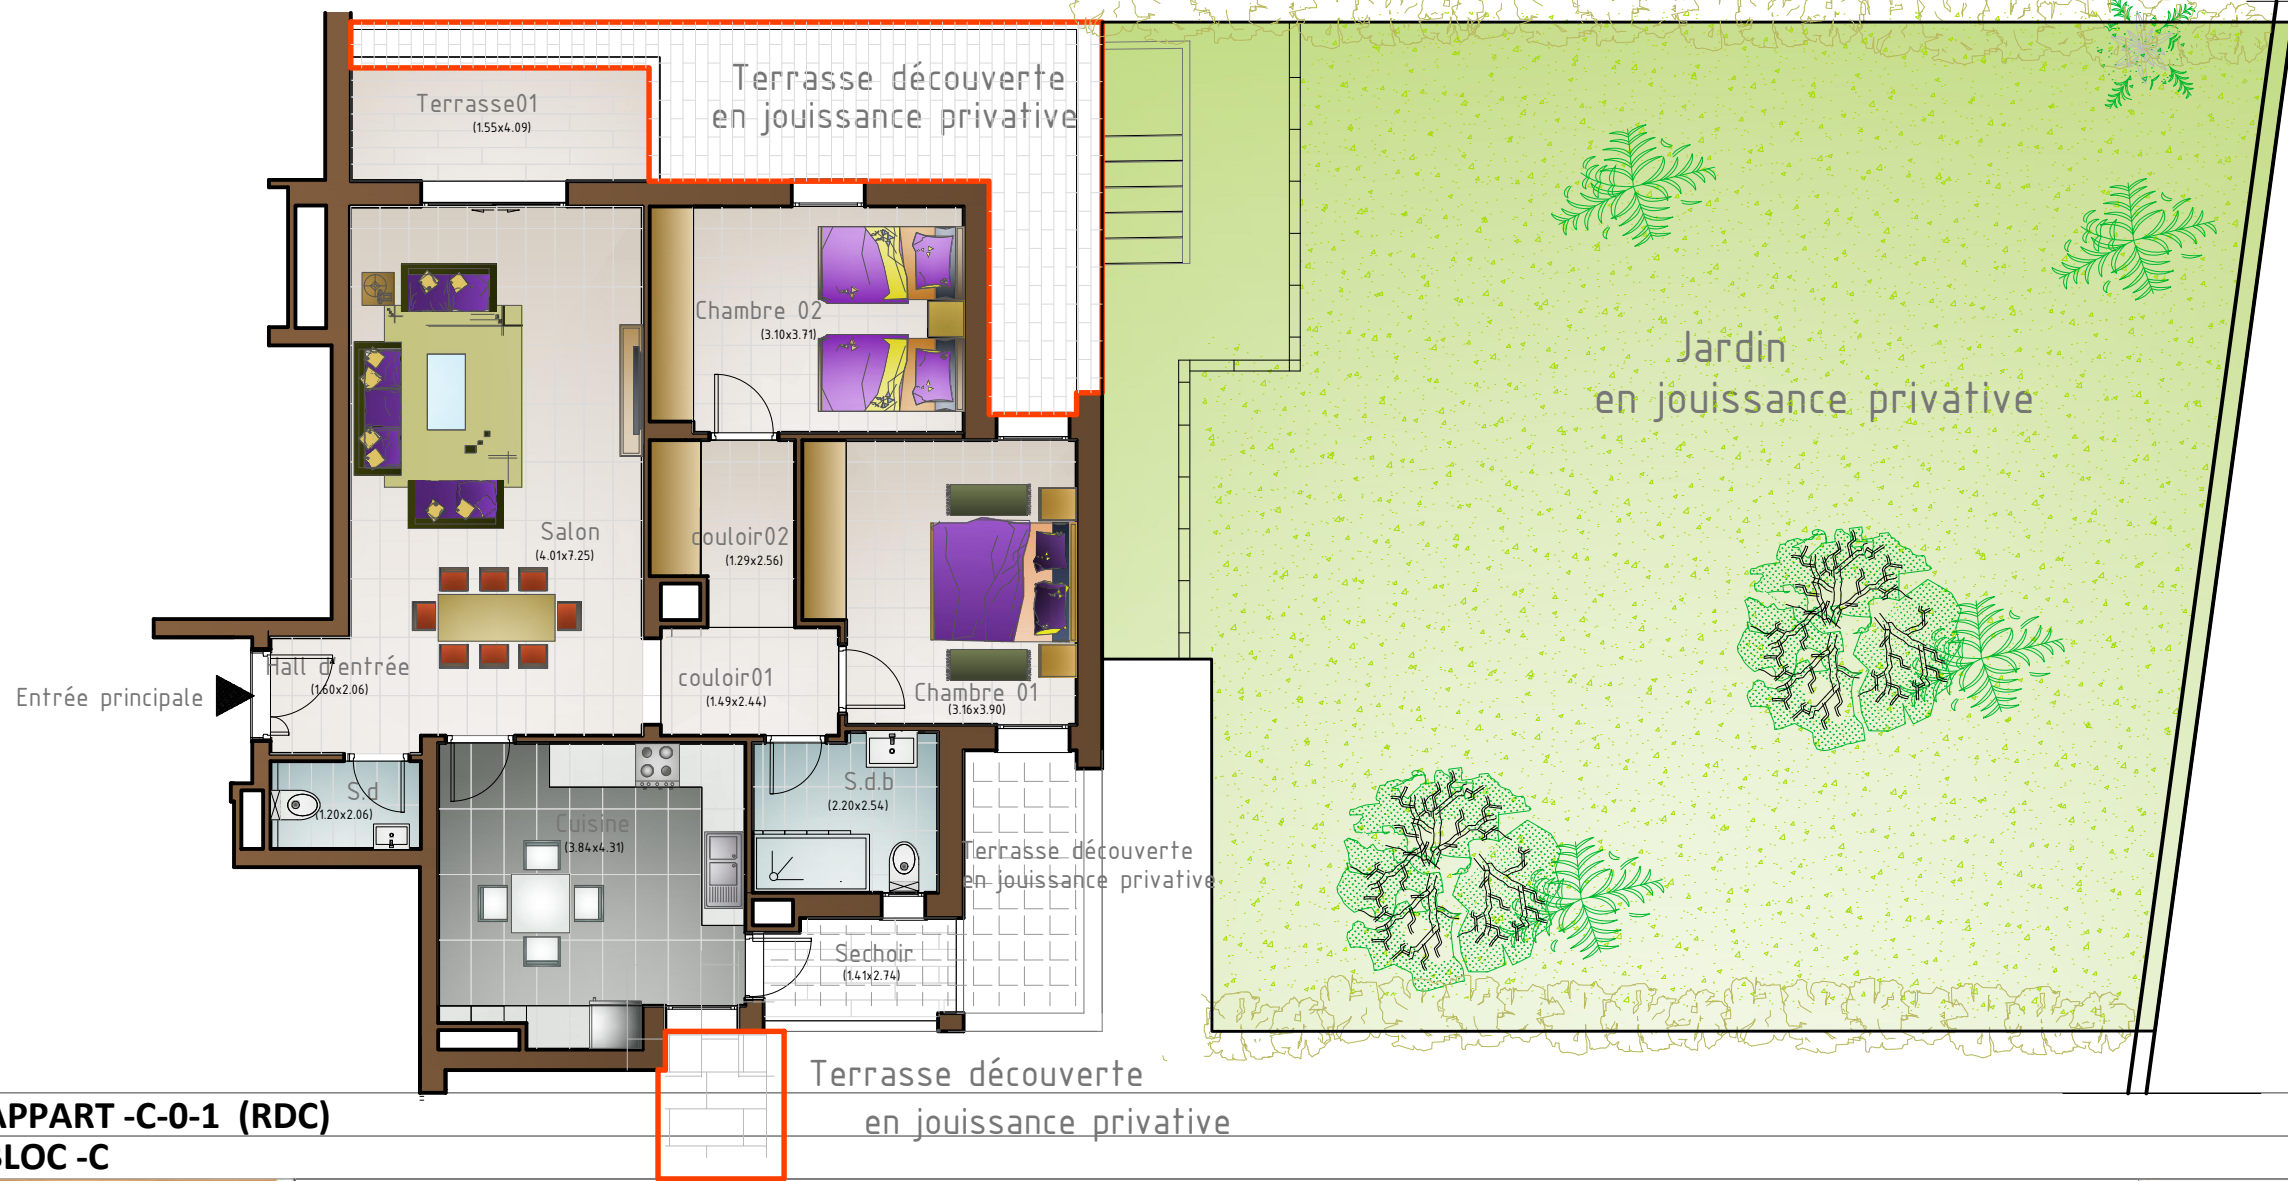 Terrasse découverte
en jouissance privative
Terrasse01
(1.55x4.09)
Chambre 02
(3.10x3.71)
Jardin
en jouissance privative
Salon
(4.01x7.25)
couloir02
(1.29x2.56)
Hall d'entrée
(1.60x2.06)
Entrée principale
couloir01
(1.49x2.44)
Chambre 01
(3.16x3.90)
S.d
(1.20x2.06)
S.d.b
(2.20x2.54)
Cuisine
(3.84x4.31)
Terrasse découverte
en jouissance privative
Sechoir
(1.41x2.74)
Terrasse découverte
en jouissance privative
APPART -C-0-1 (RDC)
BLOC -C